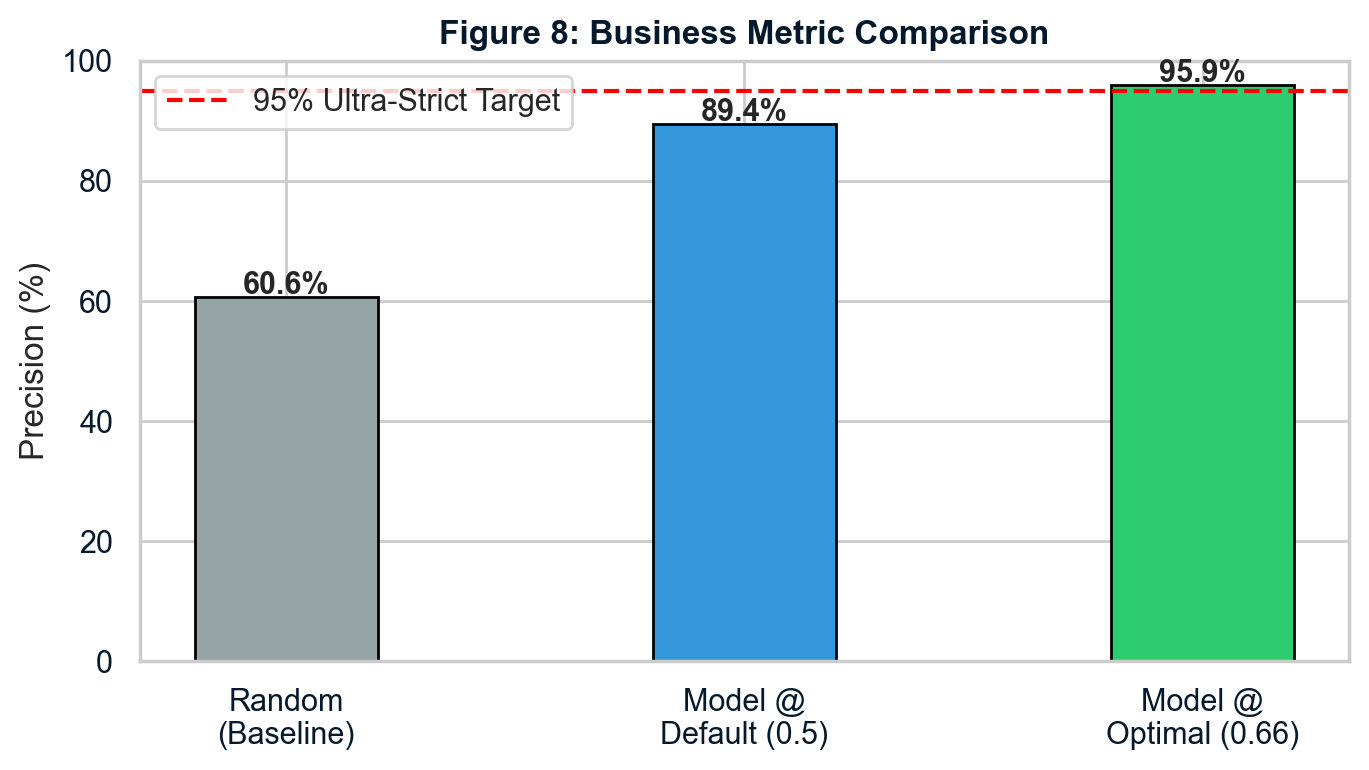 Figure 8: Business Metric Comparison
100
80
60
40
20
0
Precision (%)
95% Ultra-Strict Target
60.6%
89.4%
95.9%
Random
(Baseline)
Model @
Default (0.5)
Model @
Optimal (0.66)